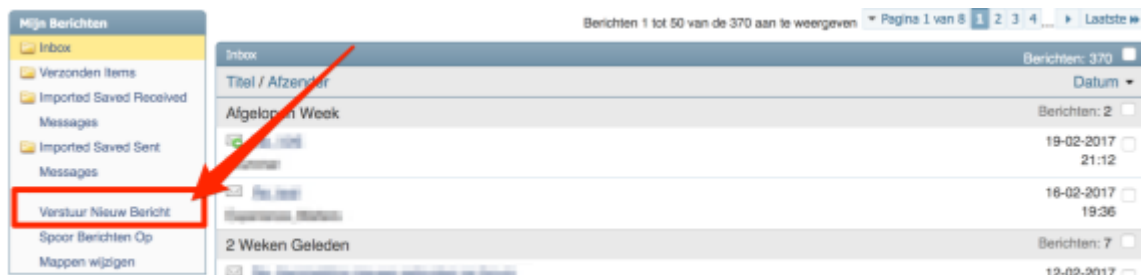 Mijn Berichten
Inbox
Verzonden Items
Imported Saved Received
Messages
Imported Saved Sent
Messages
Verstuur Nieuw Bericht
Spoor Berichten Op
Mappen wijzigen
Berichten 1 tot 50 van de 370 aan te weergeven Pagina 1 van 8 1 2 3 4 ... Laatste
Inbox Berichten: 370
Titel / Afzender Datum
Afgelopen Week Berichten: 2
19-02-2017
21:12
16-02-2017
19:36
2 Weken Geleden Berichten: 7
12-02-2017